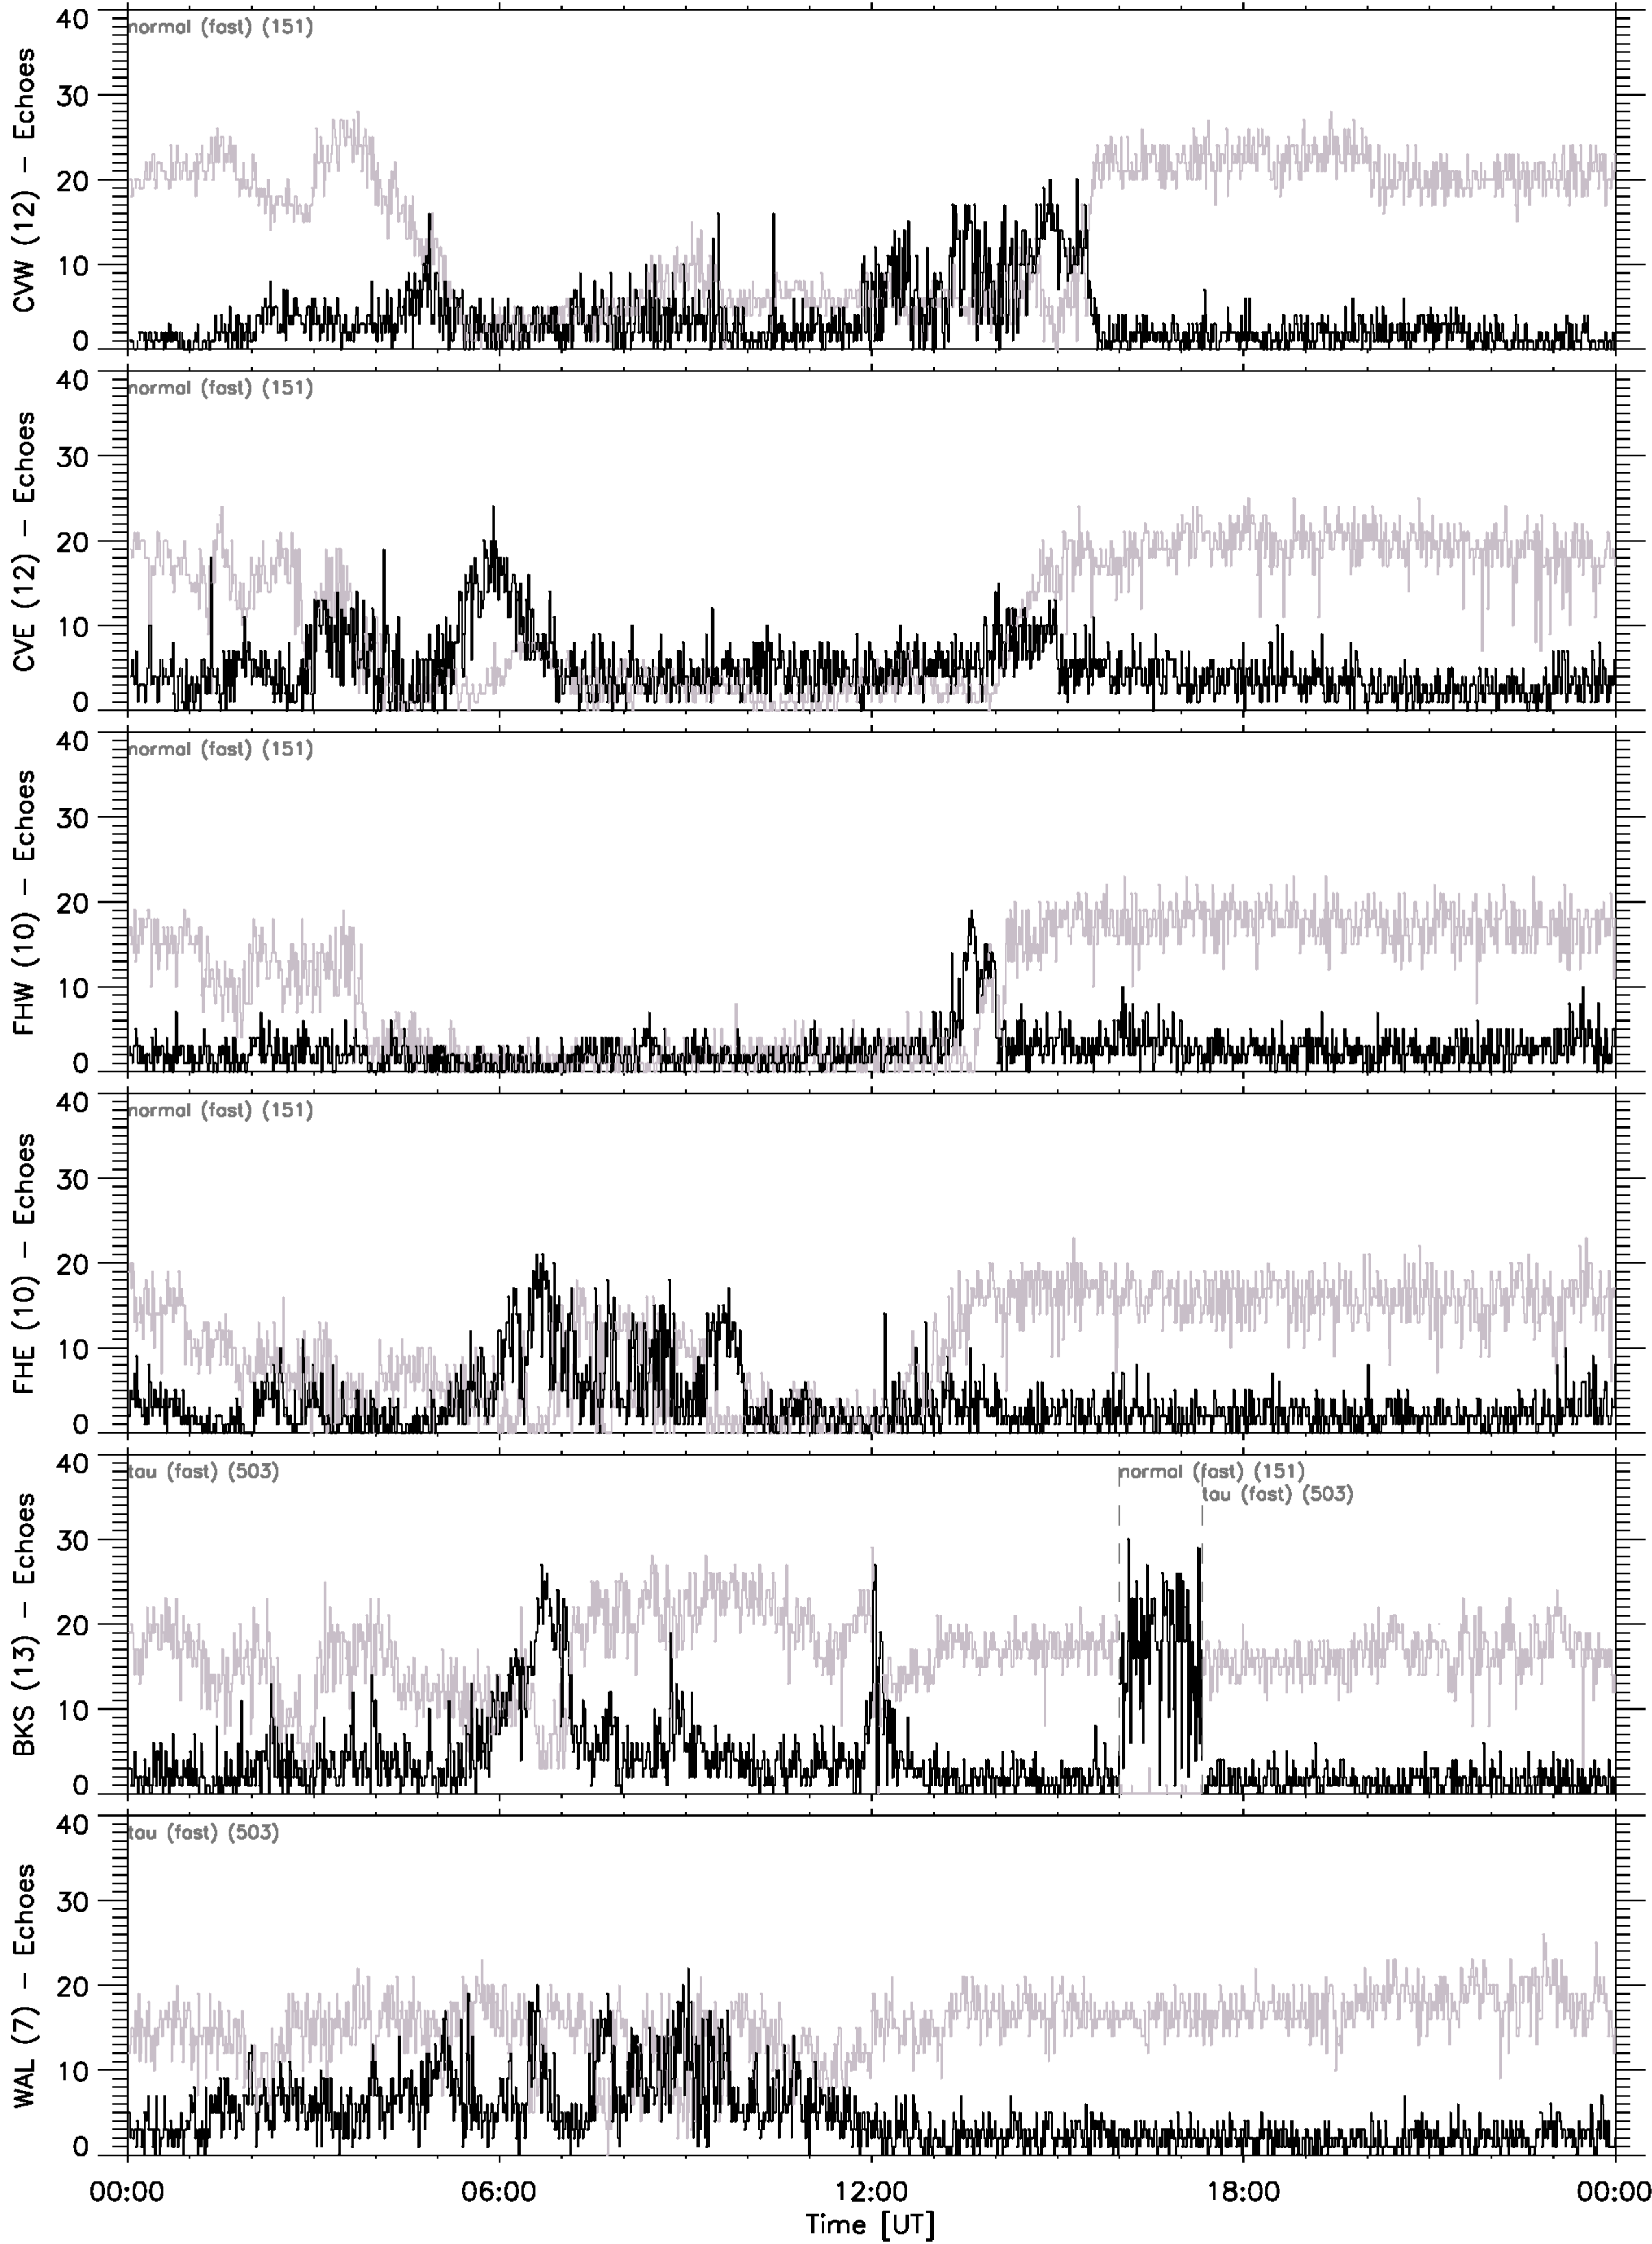 CVW (12) – Echoes
40
30
20
10
0
normal (fast) (151)
CVE (12) – Echoes
40
30
20
10
0
normal (fast) (151)
FHW (10) – Echoes
40
30
20
10
0
normal (fast) (151)
FHE (10) – Echoes
40
30
20
10
0
normal (fast) (151)
BKS (13) – Echoes
40
30
20
10
0
tau (fast) (503)
normal (fast) (151)
tau (fast) (503)
WAL (7) – Echoes
40
30
20
10
0
tau (fast) (503)
00:00 06:00 12:00 18:00 00:00
Time [UT]